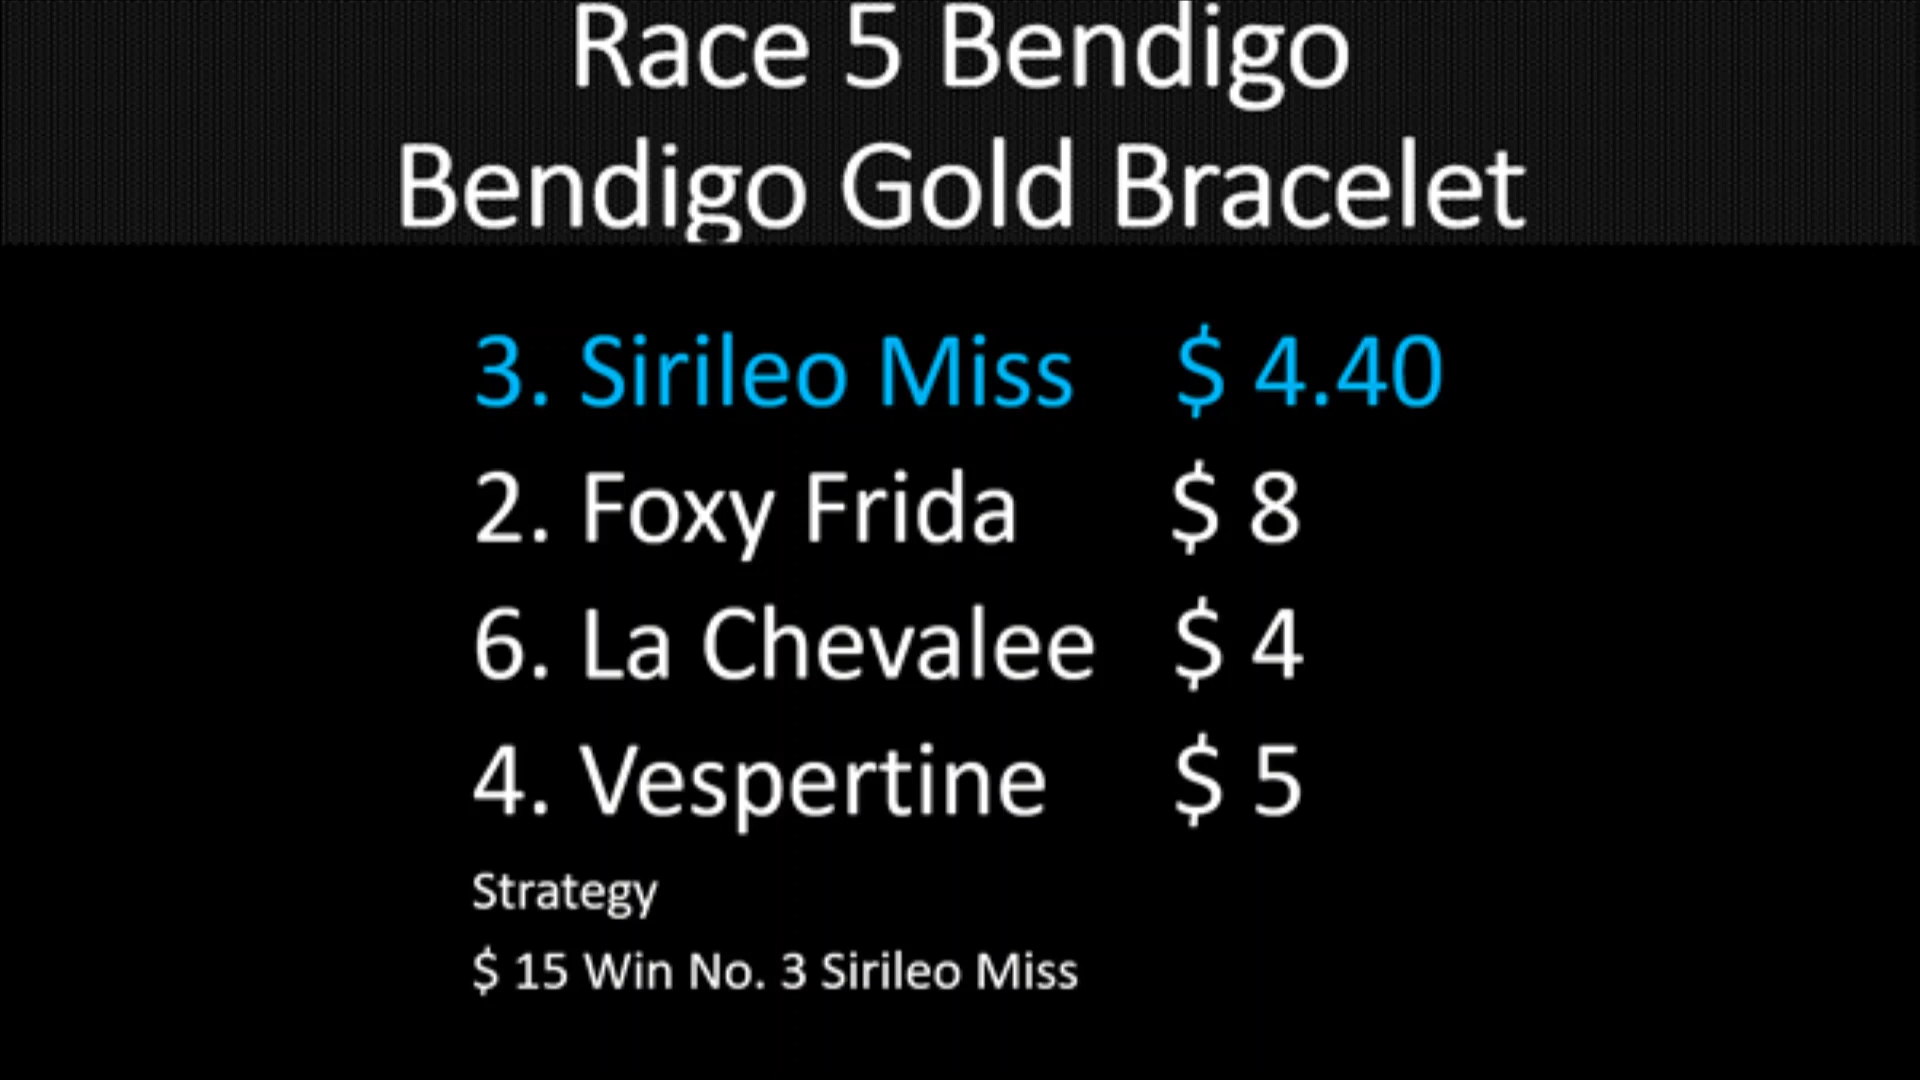 Race 5 Bendigo
Bendigo Gold Bracelet
3. Sirileo Miss $ 4.40
2. Foxy Frida $ 8
6. La Chevalee $ 4
4. Vespertine $ 5
Strategy
$ 15 Win No. 3 Sirileo Miss